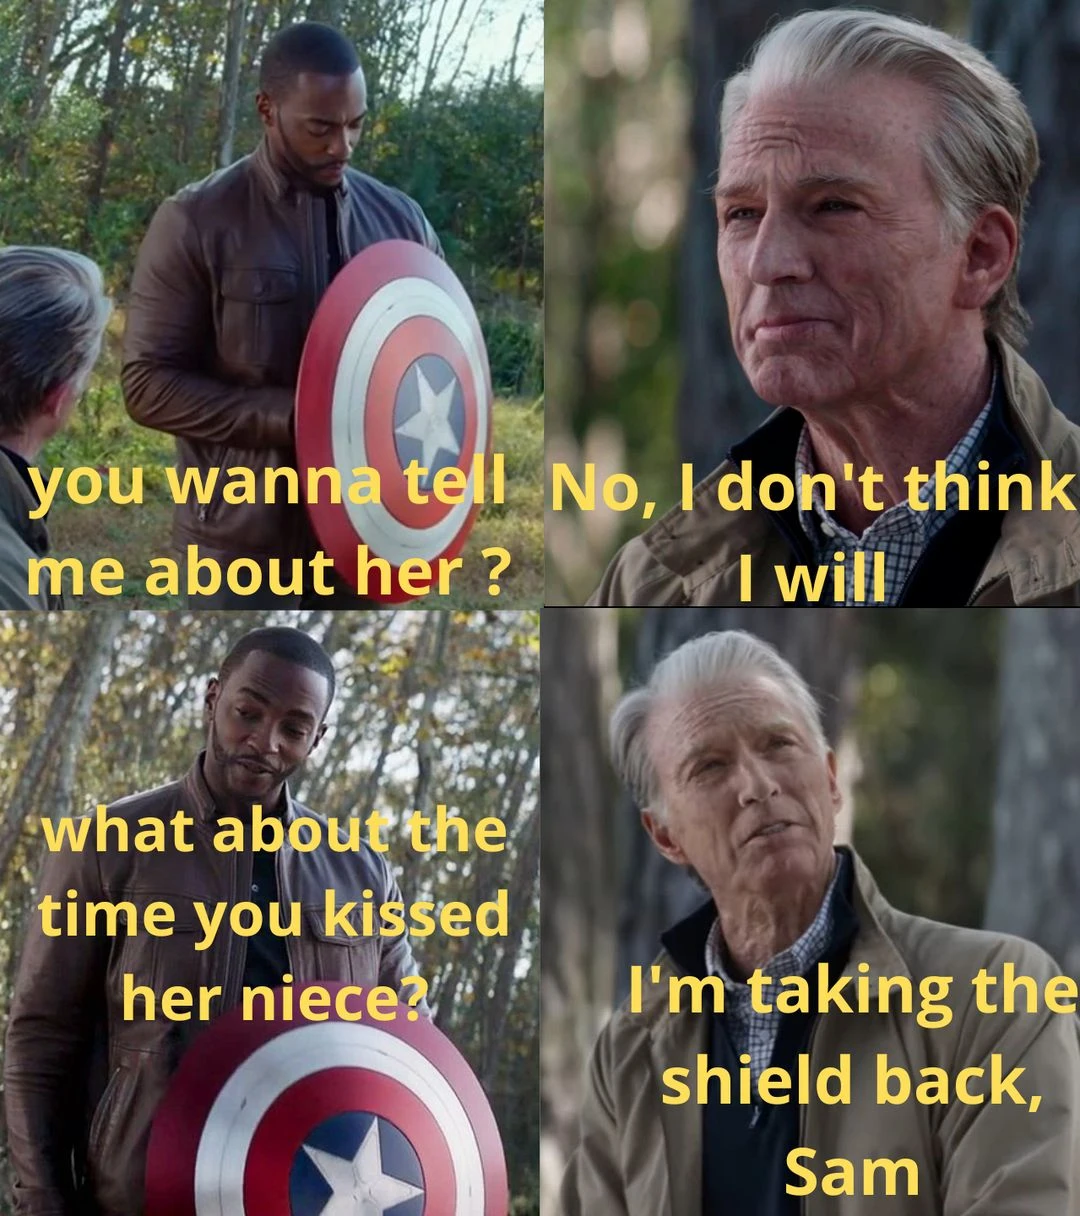 you wanna tell
me about her ?
No, I don't think
I will
what about the
time you kissed
her niece?
I'm taking the
shield back,
Sam